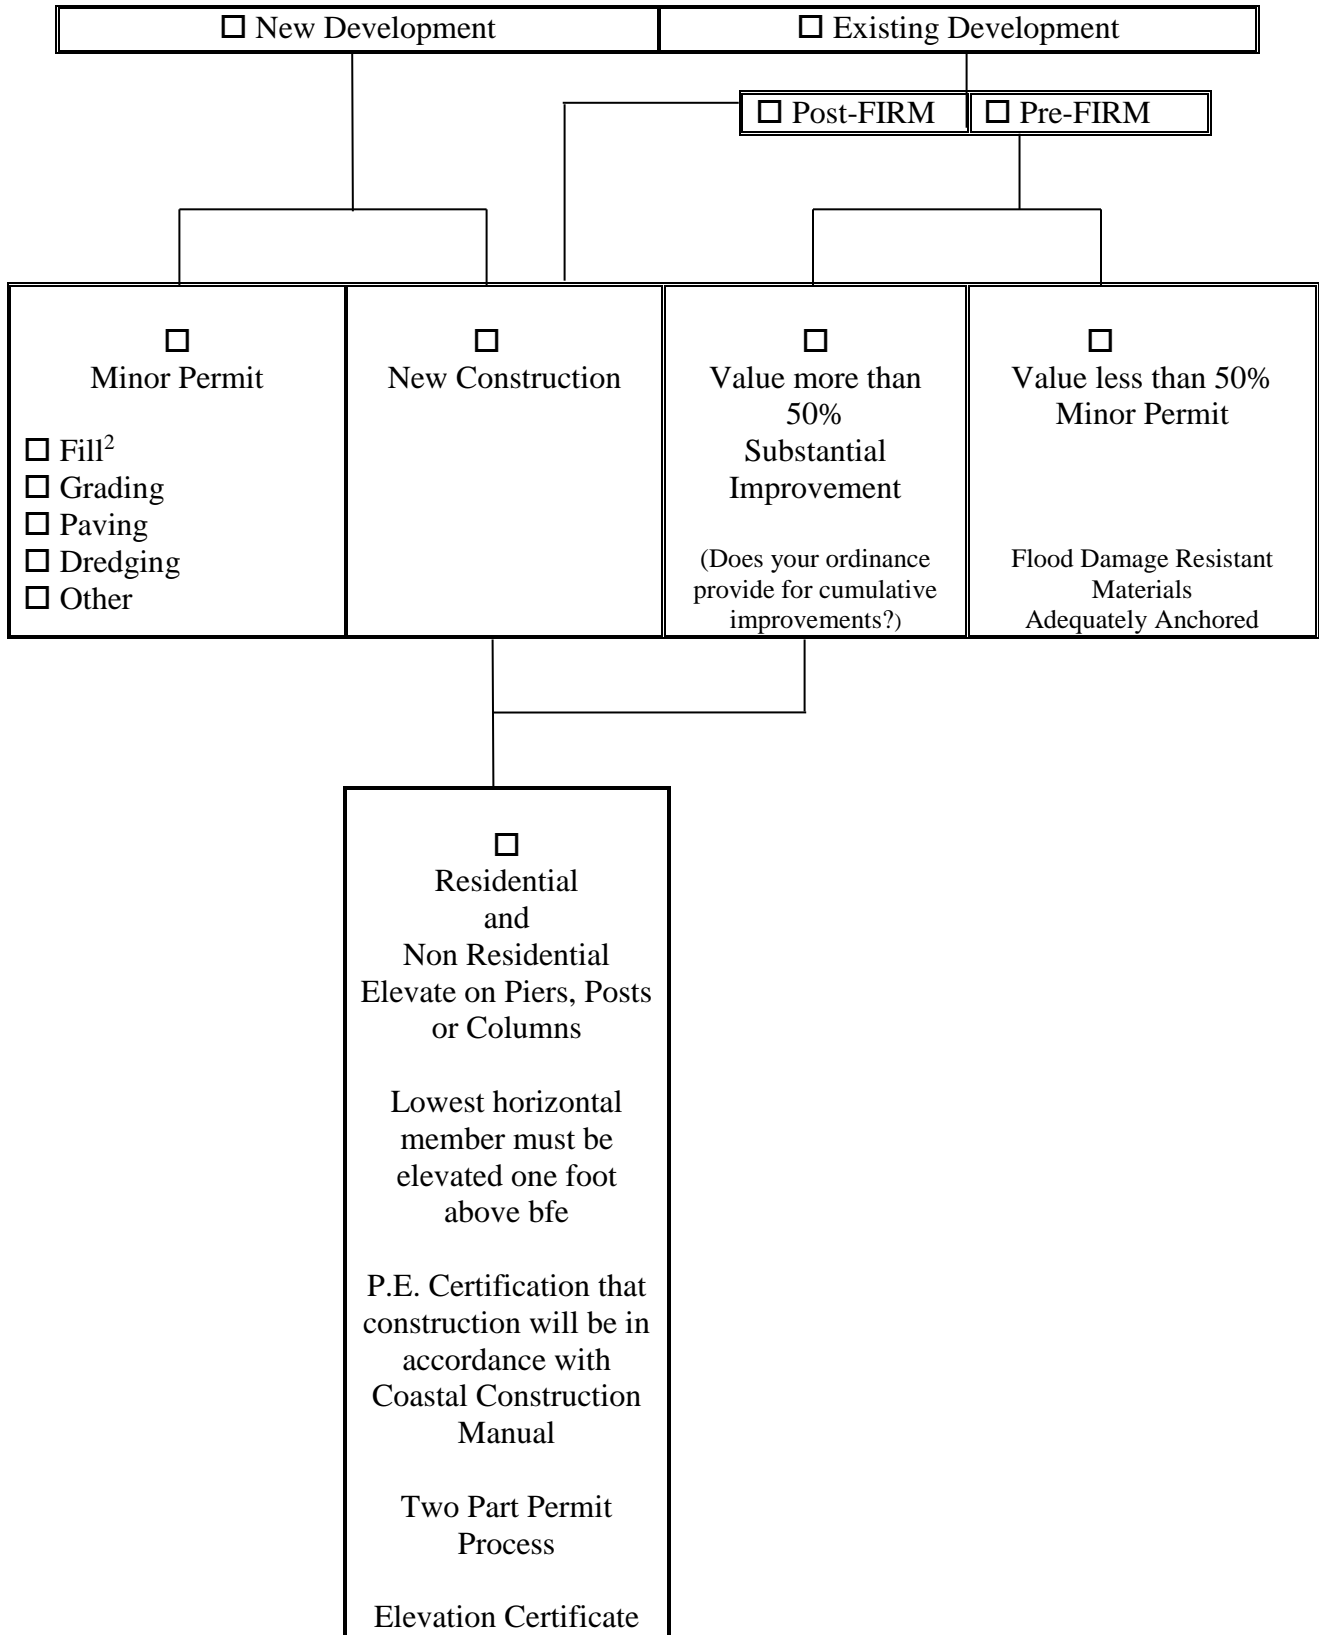 ☐ New Development
☐ Existing Development
☐ Post-FIRM
☐ Pre-FIRM
☐
Minor Permit
☐ Fill²
☐ Grading
☐ Paving
☐ Dredging
☐ Other
☐
New Construction
☐
Value more than
50%
Substantial
Improvement
(Does your ordinance
provide for cumulative
improvements?)
☐
Value less than 50%
Minor Permit
Flood Damage Resistant
Materials
Adequately Anchored
☐
Residential
and
Non Residential
Elevate on Piers, Posts
or Columns
Lowest horizontal
member must be
elevated one foot
above bfe
P.E. Certification that
construction will be in
accordance with
Coastal Construction
Manual
Two Part Permit
Process
Elevation Certificate